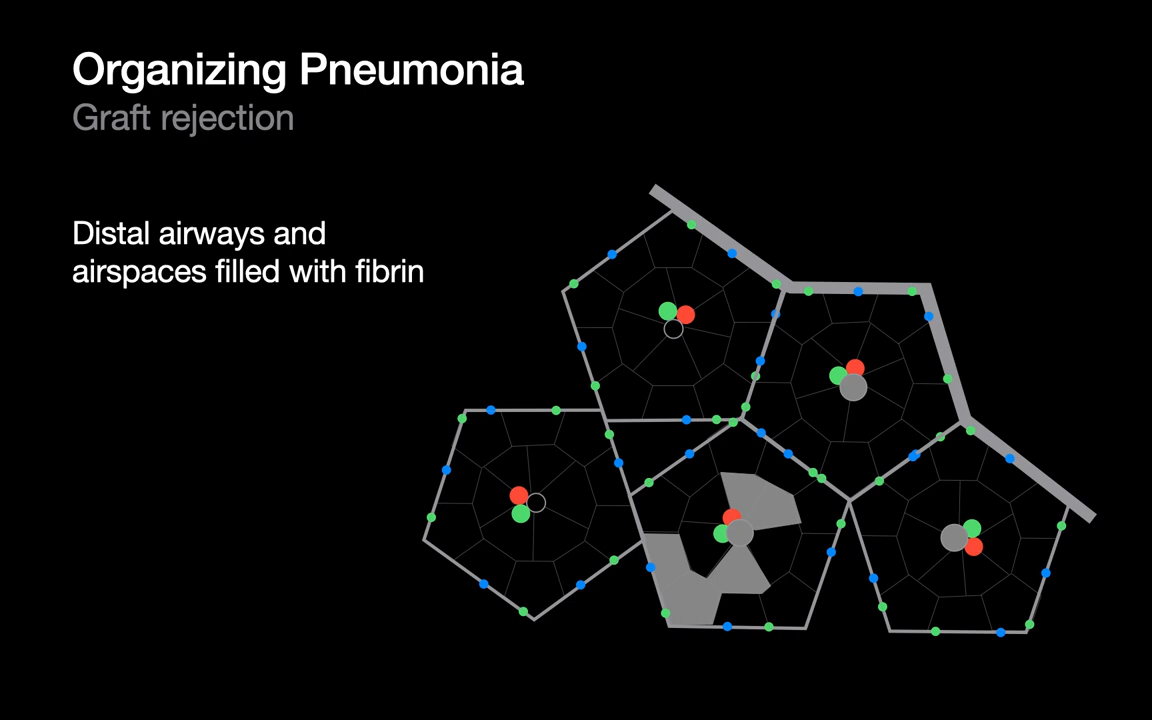 Organizing Pneumonia
Graft rejection
Distal airways and
airspaces filled with fibrin